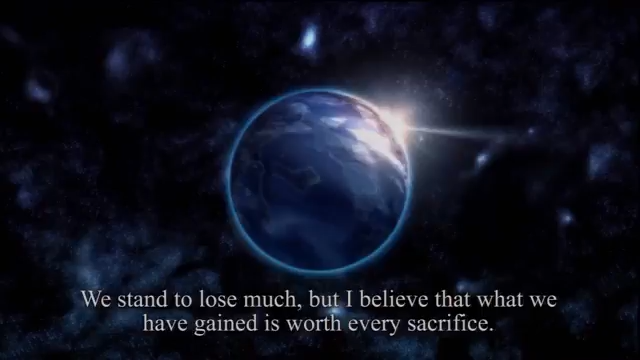 We stand to lose much, but I believe that what we
have gained is worth every sacrifice.